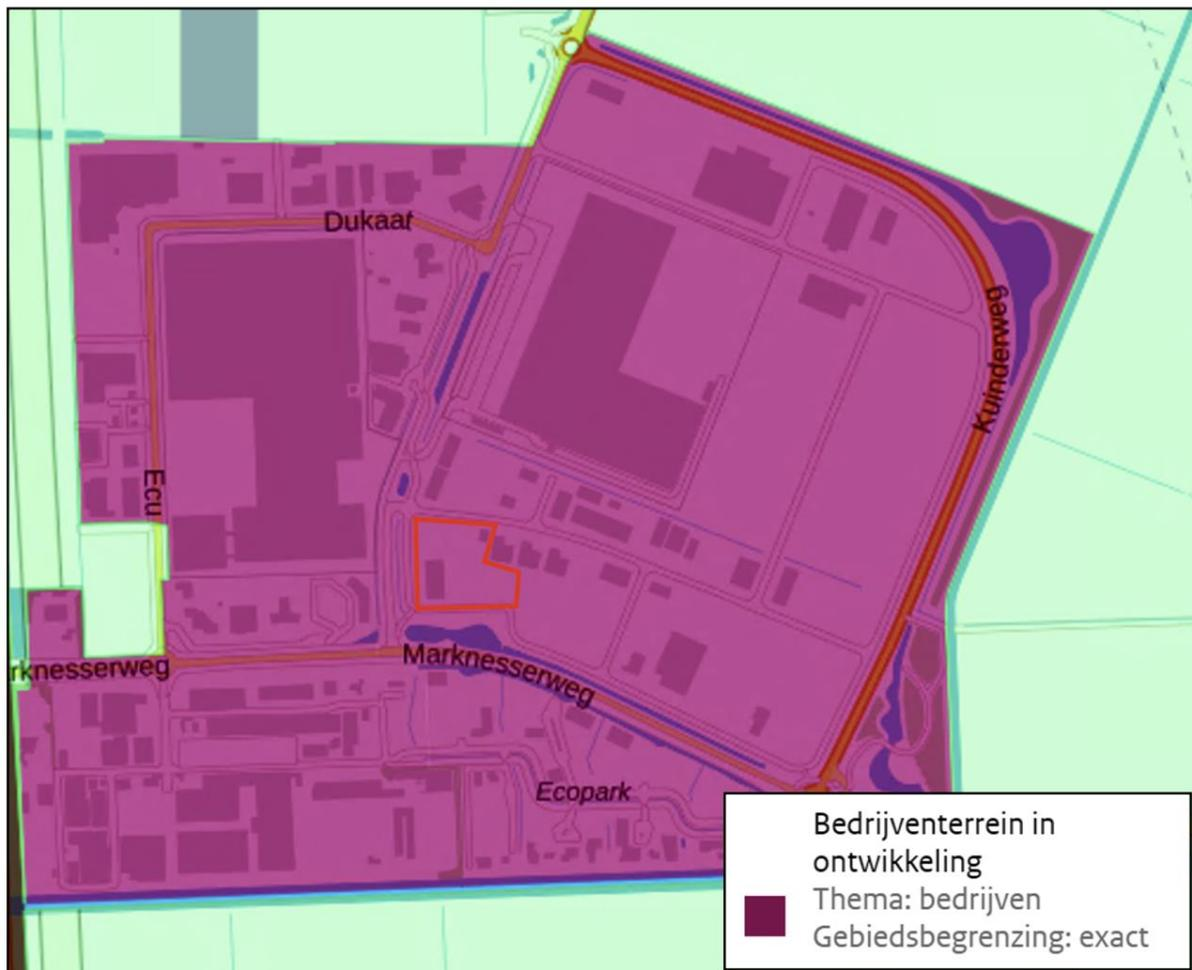 Dukaat
Kuinderweg
Ecu
rknesserweg
Marknesserweg
Ecopark
Bedrijventerrein in
ontwikkeling
Thema: bedrijven
Gebiedsbegrenzing: exact